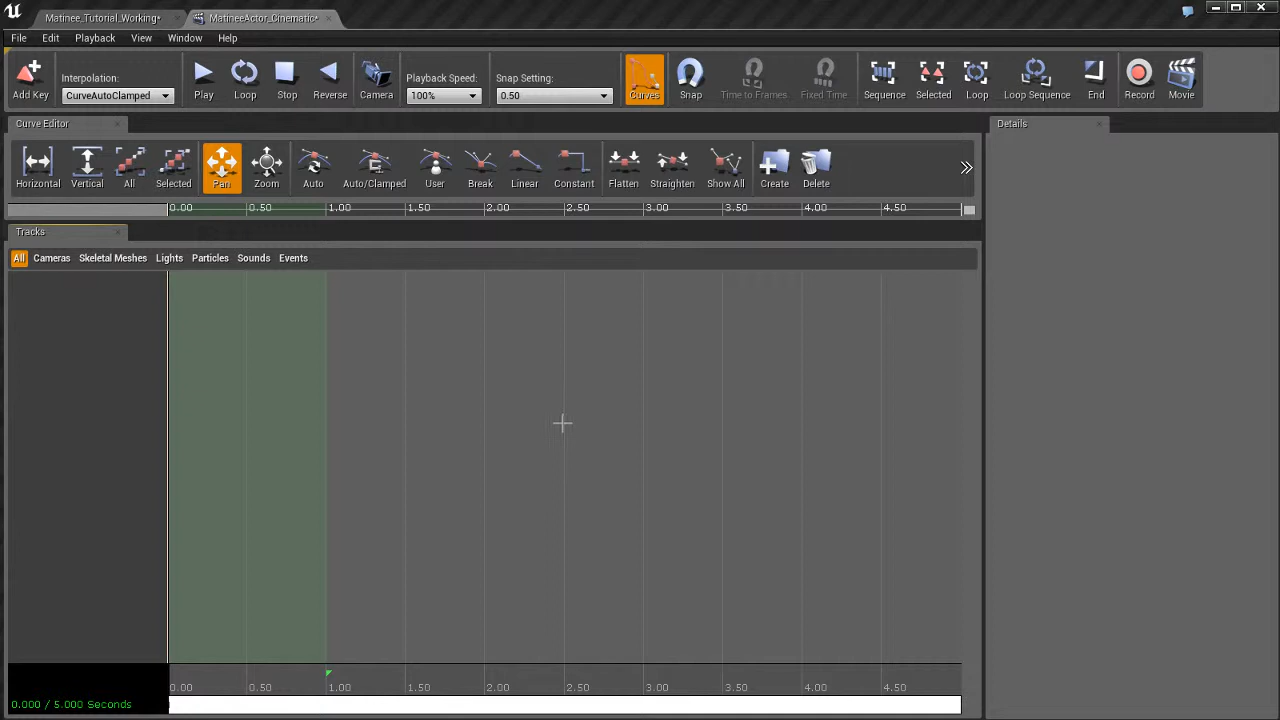 Matinee_Tutorial_Working* MatineeActor_Cinematic*
File Edit Playback View Window Help
Add Key Interpolation: CurveAutoClamped Play Loop Stop Reverse Camera Playback Speed: 100% Snap Setting: 0.50 Curves Snap Time to Frames Fixed Time Sequence Selected Loop Loop Sequence End Record Movie
Curve Editor Details
Horizontal Vertical All Selected Pan Zoom Auto Auto/Clamped User Break Linear Constant Flatten Straighten Show All Create Delete
0.00 0.50 1.00 1.50 2.00 2.50 3.00 3.50 4.00 4.50
Tracks
All Cameras Skeletal Meshes Lights Particles Sounds Events
0.00 0.50 1.00 1.50 2.00 2.50 3.00 3.50 4.00 4.50
0.000 / 5.000 Seconds